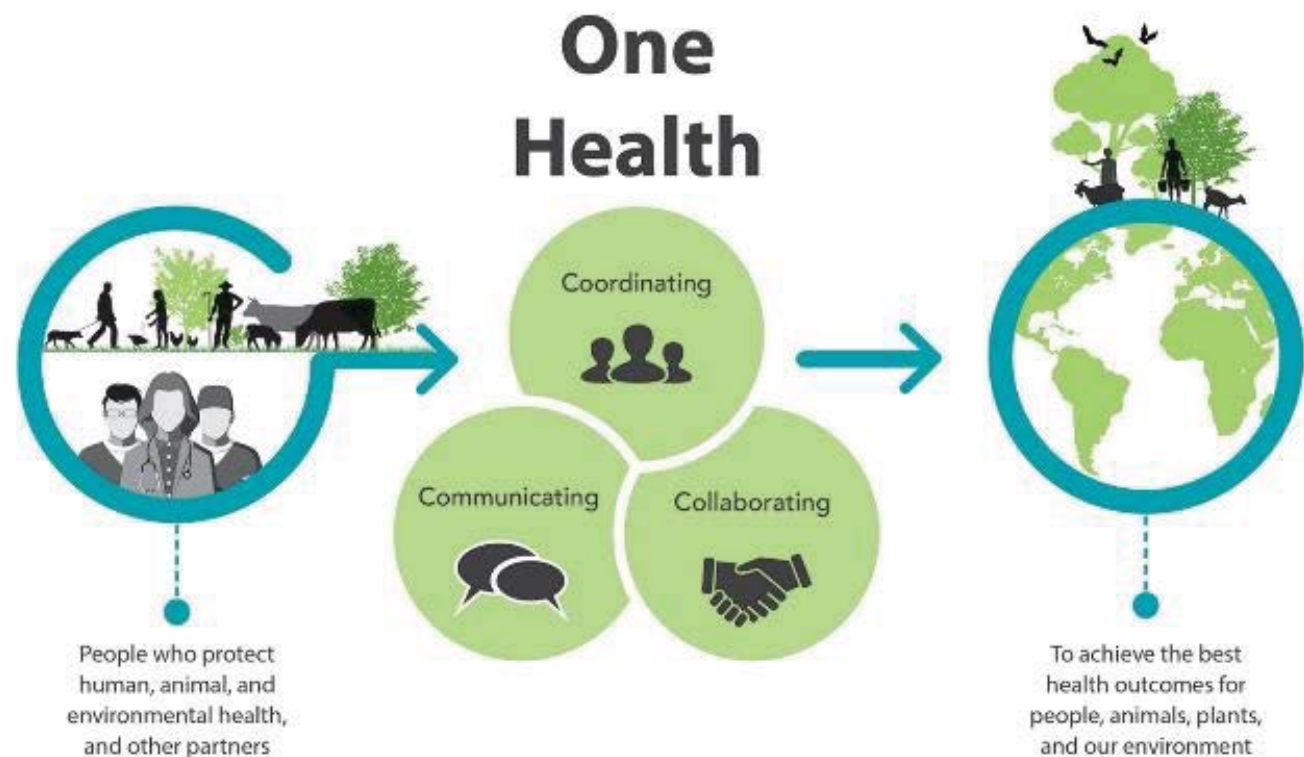 One
Health
Coordinating
Communicating
Collaborating
People who protect
human, animal, and
environmental health,
and other partners
To achieve the best
health outcomes for
people, animals, plants,
and our environment